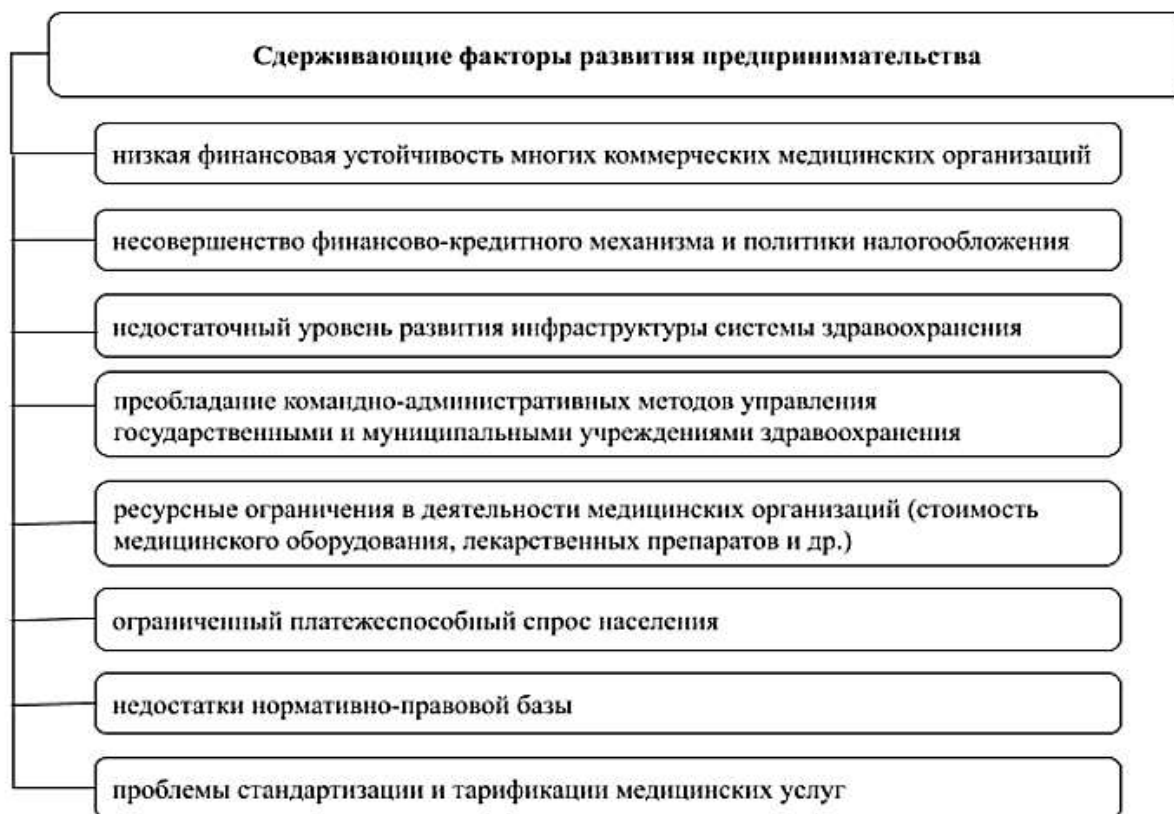 Сдерживающие факторы развития предпринимательства
низкая финансовая устойчивость многих коммерческих медицинских организаций
несовершенство финансово-кредитного механизма и политики налогообложения
недостаточный уровень развития инфраструктуры системы здравоохранения
преобладание командно-административных методов управления
государственными и муниципальными учреждениями здравоохранения
ресурсные ограничения в деятельности медицинских организаций (стоимость
медицинского оборудования, лекарственных препаратов и др.)
ограниченный платежеспособный спрос населения
недостатки нормативно-правовой базы
проблемы стандартизации и тарификации медицинских услуг